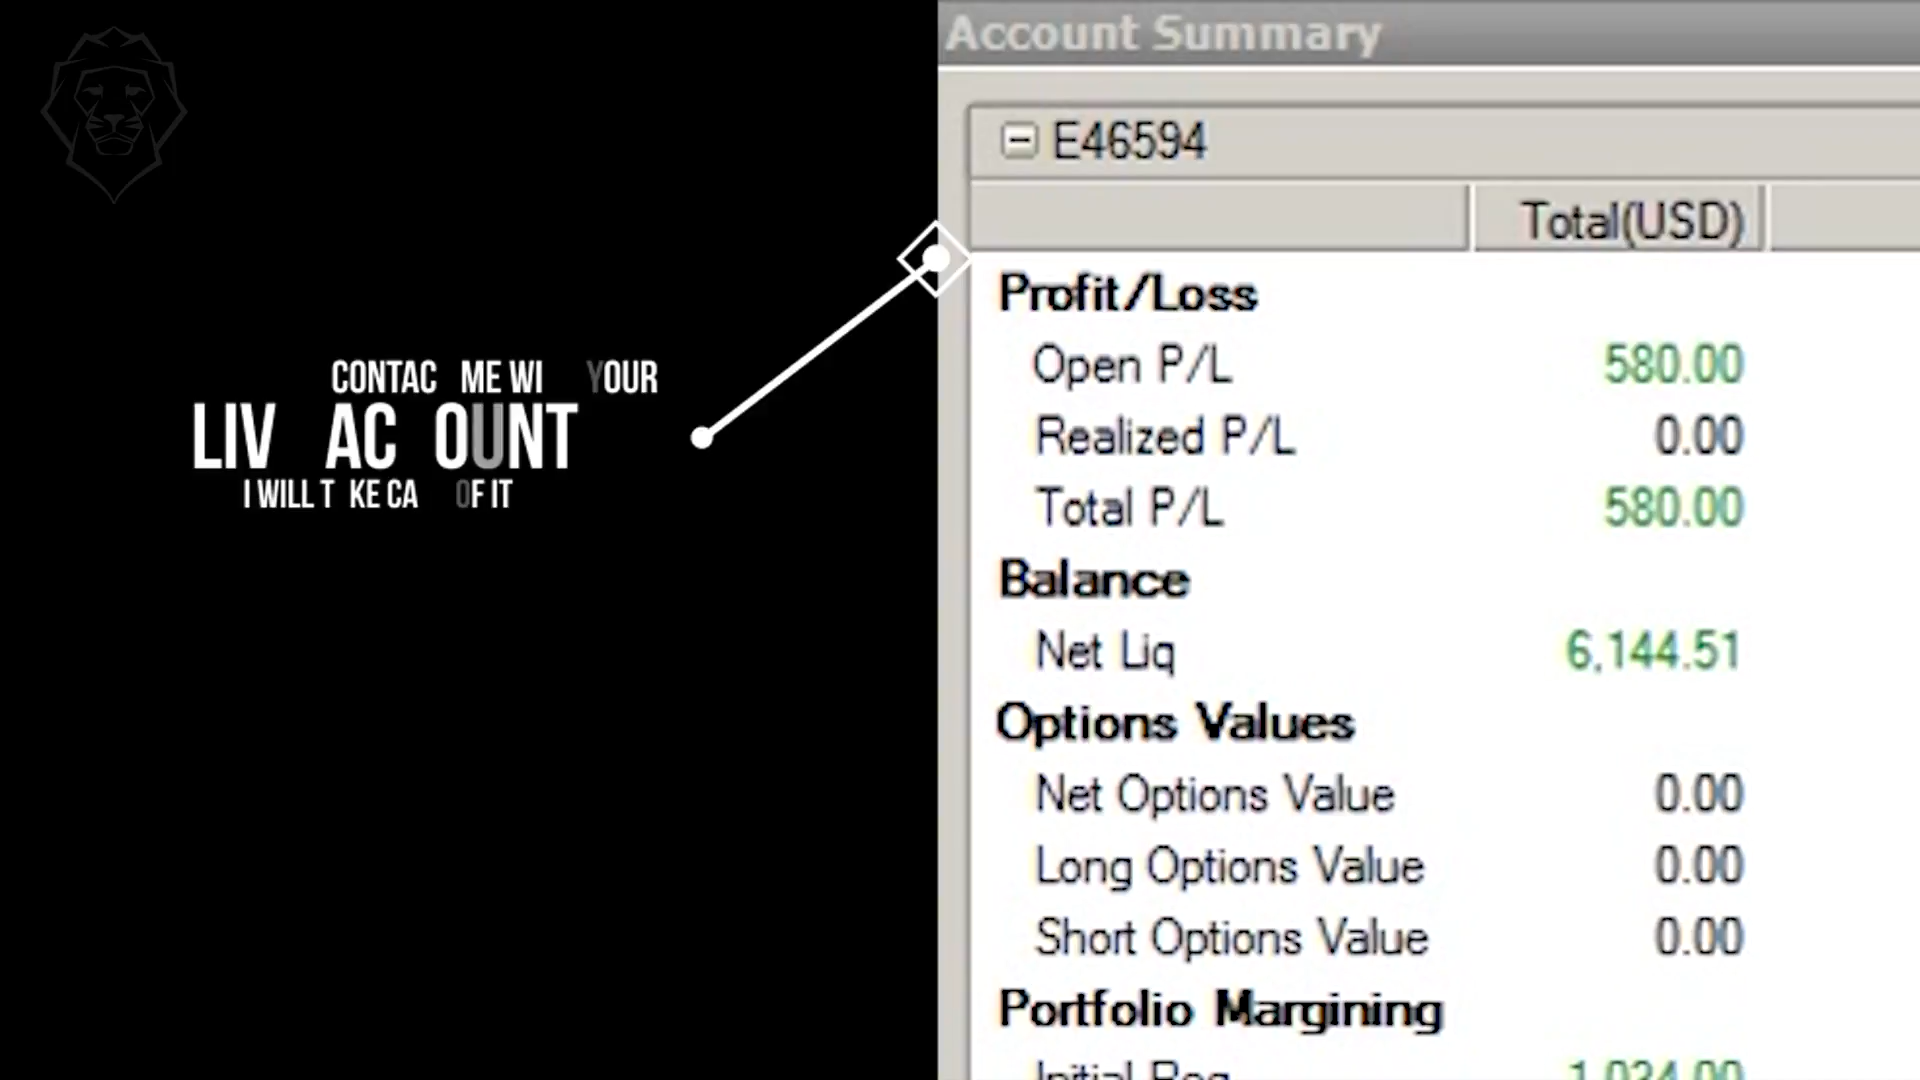 CONTAC ME WI YOUR
LIV AC OUNT
I WILL T KE CA OF IT
Account Summary
E46594
Total(USD)
Profit/Loss
Open P/L 580.00
Realized P/L 0.00
Total P/L 580.00
Balance
Net Liq 6,144.51
Options Values
Net Options Value 0.00
Long Options Value 0.00
Short Options Value 0.00
Portfolio Margining